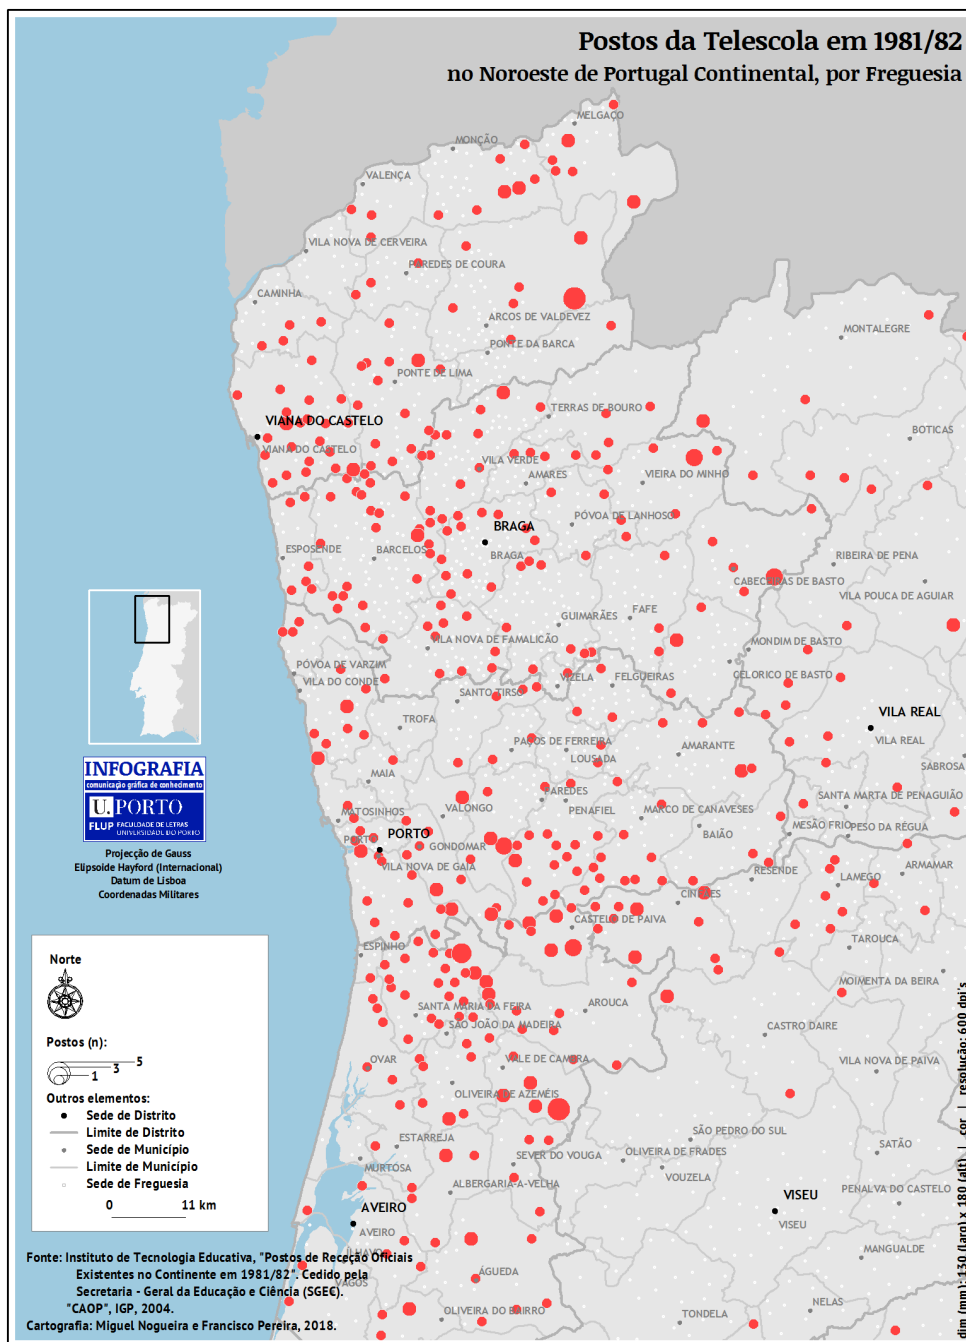 Postos da Telescola em 1981/82
no Noroeste de Portugal Continental, por Freguesia
MELGAÇO
MONÇÃO
VALENÇA
VILA NOVA DE CERVEIRA
PAREDES DE COURA
CAMINHA
ARCOS DE VALDEVEZ
MONTALEGRE
PONTE DA BARCA
PONTE DE LIMA
TERRAS DE BOURO
VIANA DO CASTELO
BOTICAS
VIANA DO CASTELO
VILA VERDE
AMARES
VIEIRA DO MINHO
PÓVOA DE LANHOSO
BRAGA
ESPOSENDE
BARCELOS
BRAGA
RIBEIRA DE PENA
CABECEIRAS DE BASTO
VILA POUCA DE AGUIAR
GUIMARÃES
FAFE
VILA NOVA DE FAMALICÃO
MONDIM DE BASTO
PÓVOA DE VARZIM
VILA DO CONDE
VIZELA
FELGUEIRAS
CELORICO DE BASTO
SANTO TIRSO
TROFA
VILA REAL
PAÇOS DE FERREIRA
LOUSADA
AMARANTE
VILA REAL
SABROSA
MAIA
PAREDES
SANTA MARTA DE PENAGUIÃO
MATOSINHOS
VALONGO
PENAFIEL
MARCO DE CANAVESES
BAIÃO
MESÃO FRIO
PESO DA RÉGUA
PORTO
PORTO
GONDOMAR
VILA NOVA DE GAIA
RESENDE
LAMEGO
ARMAMAR
CINFÃES
CASTELO DE PAIVA
ESPINHO
TAROUCA
MOIMENTA DA BEIRA
SANTA MARIA DA FEIRA
AROUCA
SÃO JOÃO DA MADEIRA
CASTRO DAIRE
OVAR
VALE DE CAMBRA
VILA NOVA DE PAIVA
OLIVEIRA DE AZEMÉIS
SÃO PEDRO DO SUL
ESTARREJA
SATÃO
MURTOSA
SEVER DO VOUGA
OLIVEIRA DE FRADES
VOUZELA
ALBERGARIA-A-VELHA
PENALVA DO CASTELO
VISEU
AVEIRO
AVEIRO
VISEU
ÍLHAVO
MANGUALDE
VAGOS
ÁGUEDA
OLIVEIRA DO BAIRRO
TONDELA
NELAS
INFOGRAFIA
comunicação gráfica de conhecimento
U. PORTO
FLUP FACULDADE DE LETRAS
UNIVERSIDADE DO PORTO
Projecção de Gauss
Elipsoide Hayford (Internacional)
Datum de Lisboa
Coordenadas Militares
Norte
Postos (n):
5
3
1
Outros elementos:
Sede de Distrito
Limite de Distrito
Sede de Município
Limite de Município
Sede de Freguesia
0 11 km
Fonte: Instituto de Tecnologia Educativa, "Postos de Receção Oficiais
Existentes no Continente em 1981/82". Cedido pela
Secretaria - Geral da Educação e Ciência (SGEC).
"CAOP", IGP, 2004.
Cartografia: Miguel Nogueira e Francisco Pereira, 2018.
(mm): 130 (larg) x 180 (alt) | cor | resolução: 600 dpi's